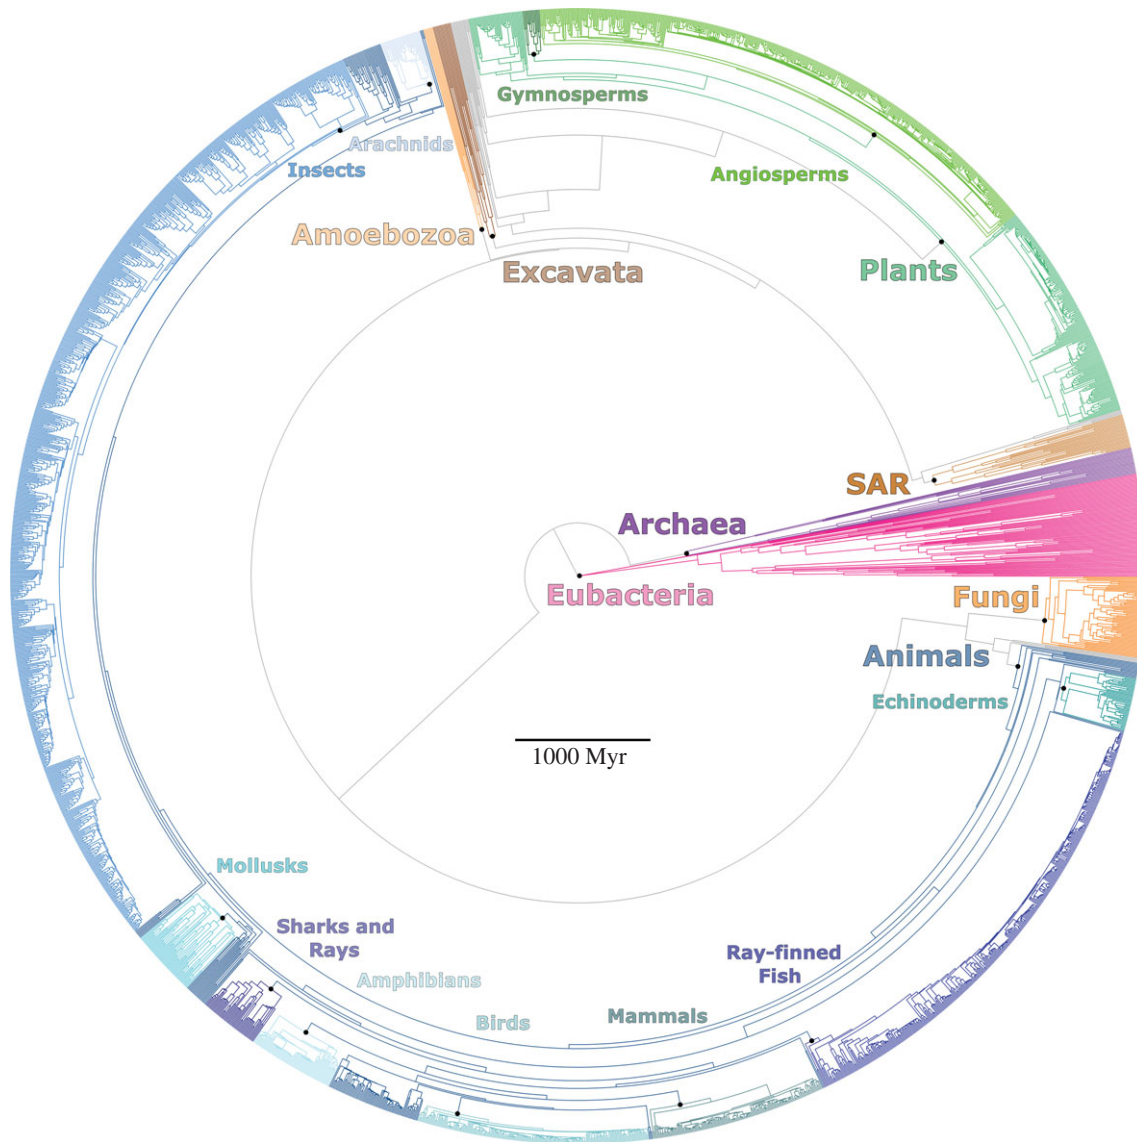 Gymnosperms
Arachnids
Insects
Angiosperms
Amoebozoa
Excavata
Plants
SAR
Archaea
Eubacteria
Fungi
Animals
Echinoderms
1000 Myr
Mollusks
Sharks and
Rays
Ray-finned
Fish
Amphibians
Birds
Mammals